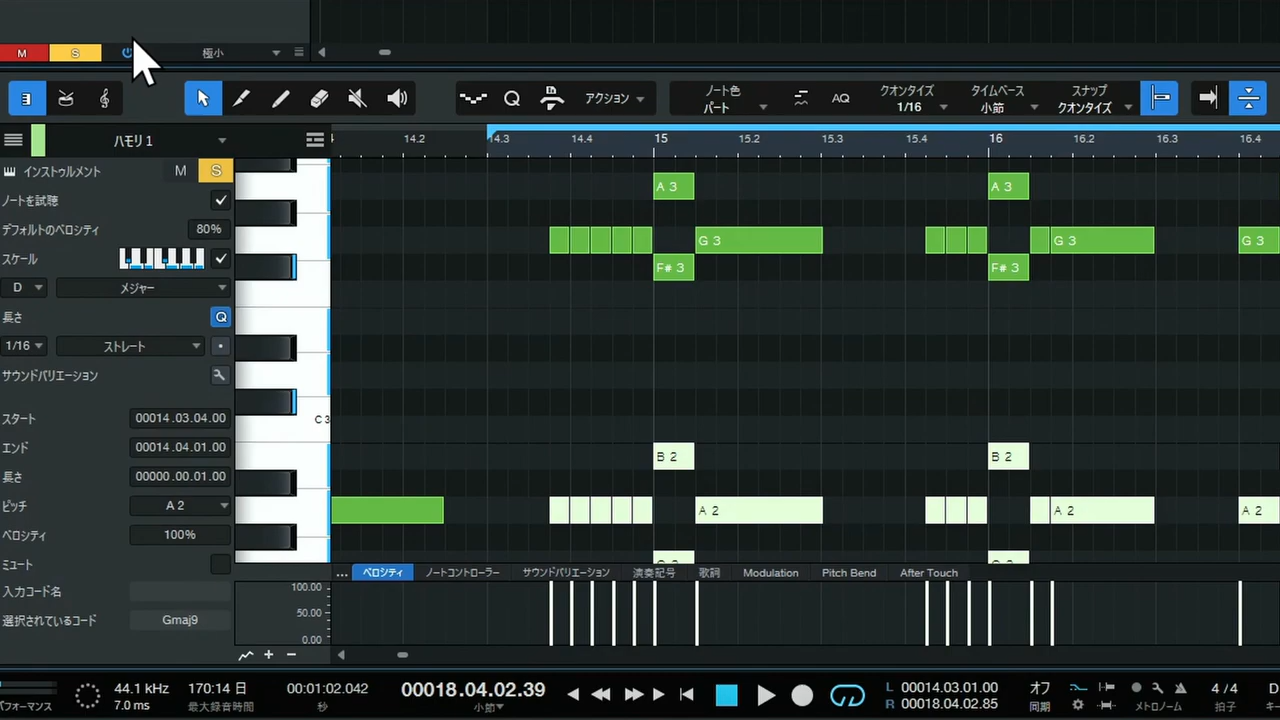 M S 極小
アクション
ノート色
パート
AQ
クオンタイズ
1/16
タイムベース
小節
スナップ
クオンタイズ
ハモリ 1
14.2 14.3 14.4 15 15.2 15.3 15.4 16 16.2 16.3 16.4
インストゥルメント M S
ノートを試聴
デフォルトのベロシティ 80%
スケール
D メジャー
長さ Q
1/16 ストレート
サウンドバリエーション
スタート 00014.03.04.00
エンド 00014.04.01.00
長さ 00000.00.01.00
ピッチ A 2
ベロシティ 100%
ミュート
入力コード名
選択されているコード Gmaj9
C 3
A 3 A 3
G 3 G 3 G 3
F# 3 F# 3
B 2 B 2
A 2 A 2 A 2
... ベロシティ ノートコントローラー サウンドバリエーション 演奏記号 歌詞 Modulation Pitch Bend After Touch
100.00
50.00
0.00
パフォーマンス
44.1 kHz
7.0 ms
170:14 日
最大録音時間
00:01:02.042
秒
00018.04.02.39
小節
L 00014.03.01.00
R 00018.04.02.85
オフ
同期
メトロノーム
4 / 4
拍子
D
キー